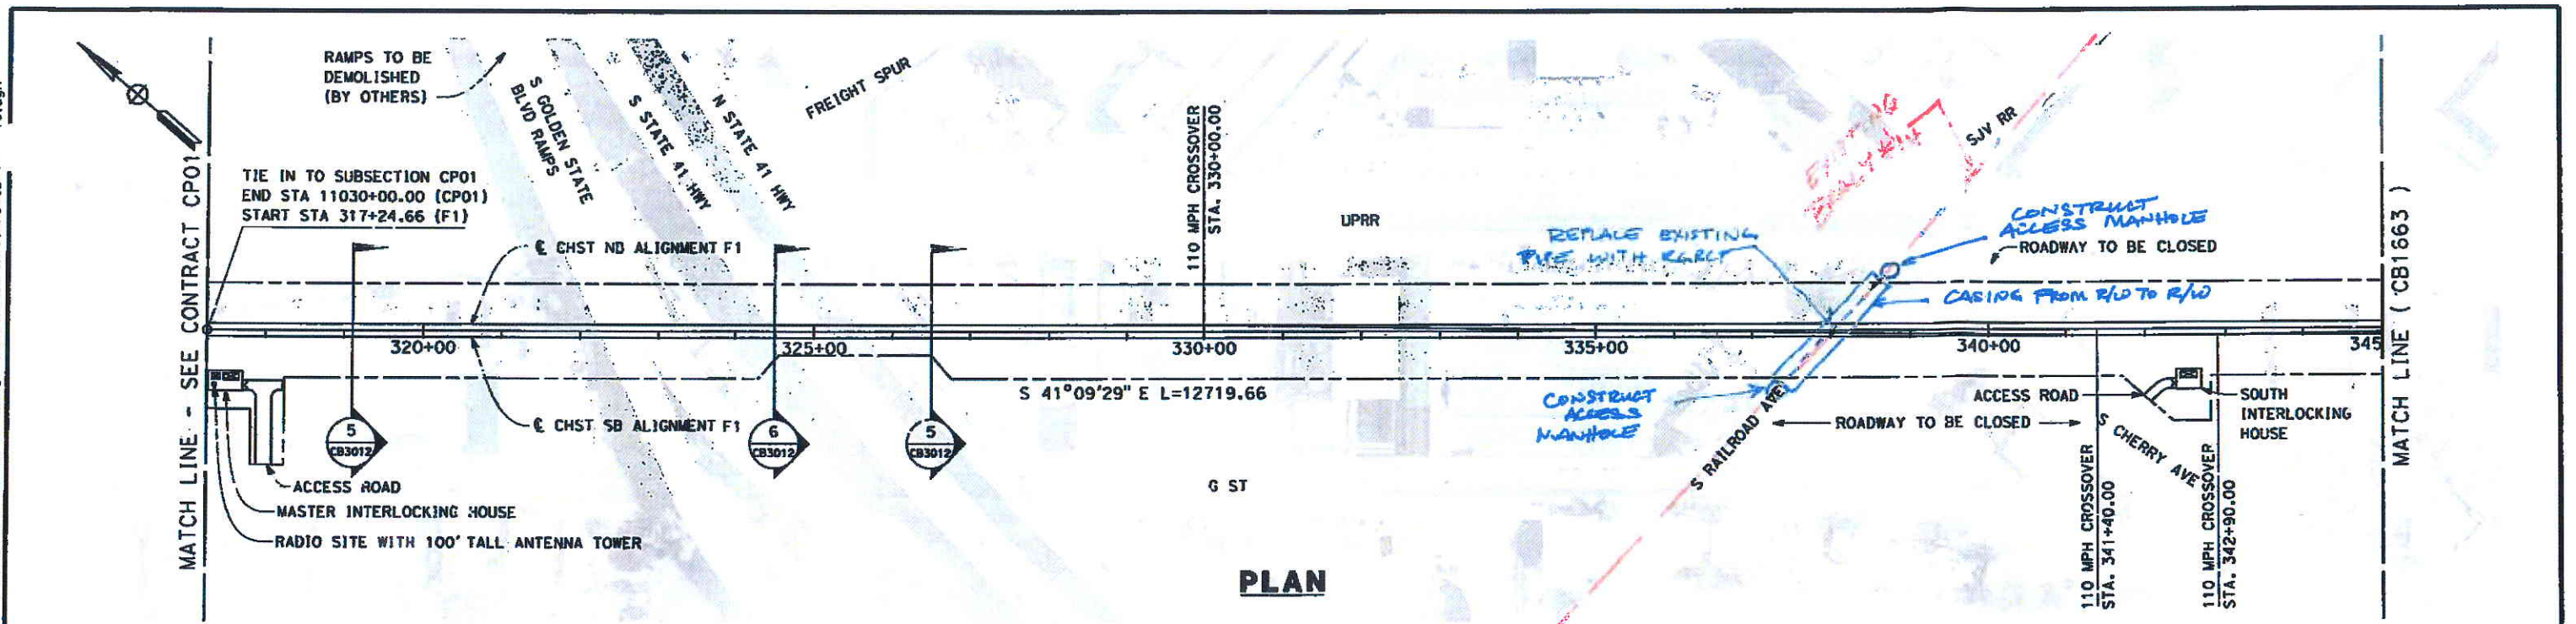 RAMPS TO BE
DEMOLISHED
(BY OTHERS)
S GOLDEN STATE
BLVD RAMPS
S STATE 41 HWY
N STATE 41 HWY
FREIGHT SPUR
MATCH LINE - SEE CONTRACT CP01
TIE IN TO SUBSECTION CP01
END STA 11030+00.00 (CP01)
START STA 317+24.66 (F1)
℄ CHST NB ALIGNMENT F1
110 MPH CROSSOVER
STA. 330+00.00
UPRR
EXISTING
SJV RR
REPLACE EXISTING
PIPE WITH RGRCP
CONSTRUCT
ACCESS MANHOLE
ROADWAY TO BE CLOSED
CASING FROM R/W TO R/W
MATCH LINE ( CB1663 )
320+00
325+00
330+00
335+00
340+00
345
S 41°09'29" E L=12719.66
℄ CHST SB ALIGNMENT F1
5
CB3012
6
CB3012
5
CB3012
CONSTRUCT
ACCESS
MANHOLE
S RAILROAD AVE
ROADWAY TO BE CLOSED
ACCESS ROAD
SOUTH
INTERLOCKING
HOUSE
S CHERRY AVE
110 MPH CROSSOVER
STA. 341+40.00
110 MPH CROSSOVER
STA. 342+90.00
ACCESS ROAD
MASTER INTERLOCKING HOUSE
RADIO SITE WITH 100' TALL ANTENNA TOWER
G ST
PLAN